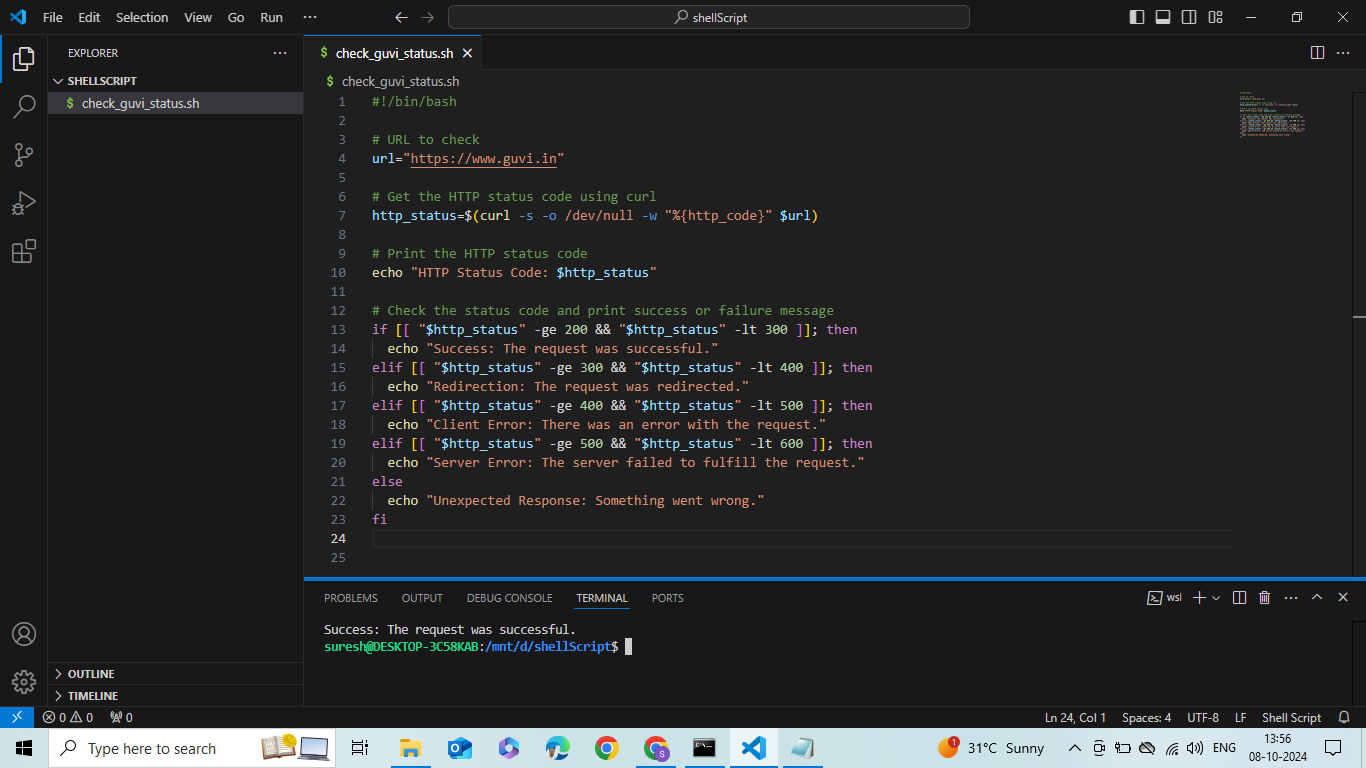 File Edit Selection View Go Run ··· shellScript
EXPLORER
SHELLSCRIPT
$ check_guvi_status.sh
OUTLINE
TIMELINE
$ check_guvi_status.sh
$ check_guvi_status.sh
1 #!/bin/bash
2
3 # URL to check
4 url="https://www.guvi.in"
5
6 # Get the HTTP status code using curl
7 http_status=$(curl -s -o /dev/null -w "%{http_code}" $url)
8
9 # Print the HTTP status code
10 echo "HTTP Status Code: $http_status"
11
12 # Check the status code and print success or failure message
13 if [[ "$http_status" -ge 200 && "$http_status" -lt 300 ]]; then
14 echo "Success: The request was successful."
15 elif [[ "$http_status" -ge 300 && "$http_status" -lt 400 ]]; then
16 echo "Redirection: The request was redirected."
17 elif [[ "$http_status" -ge 400 && "$http_status" -lt 500 ]]; then
18 echo "Client Error: There was an error with the request."
19 elif [[ "$http_status" -ge 500 && "$http_status" -lt 600 ]]; then
20 echo "Server Error: The server failed to fulfill the request."
21 else
22 echo "Unexpected Response: Something went wrong."
23 fi
24
25
PROBLEMS OUTPUT DEBUG CONSOLE TERMINAL PORTS wsl
Success: The request was successful.
suresh@DESKTOP-3C58KAB:/mnt/d/shellScript$
0 0 0 Ln 24, Col 1 Spaces: 4 UTF-8 LF Shell Script
Type here to search S 1 31°C Sunny ENG 13:56
08-10-2024